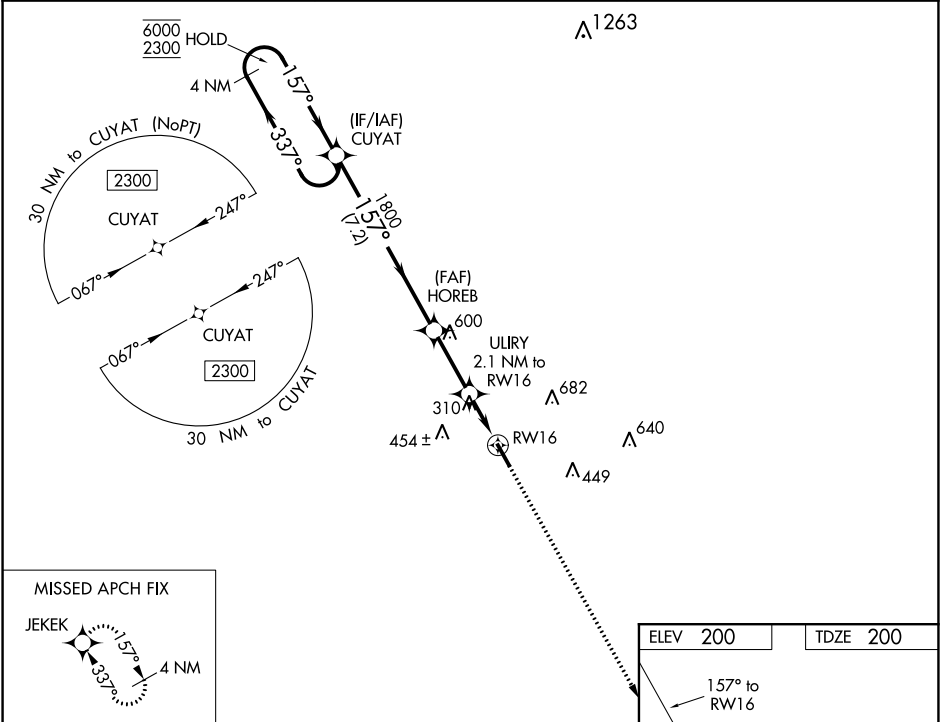 1263
6000
2300
HOLD
4 NM
157°
337°
(IF/IAF)
CUYAT
30 NM to CUYAT (NoPT)
2300
CUYAT
247°
067°
1800
157°
(7.2)
247°
067°
CUYAT
2300
30 NM to CUYAT
(FAF)
HOREB
600
ULIRY
2.1 NM to
RW16
310
682
454 ±
RW16
640
449
MISSED APCH FIX
JEKEK
157°
337°
4 NM
ELEV 200
TDZE 200
157° to
RW16